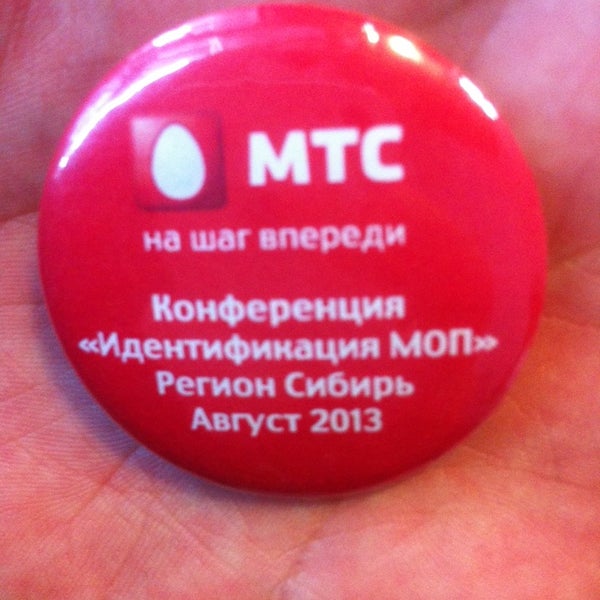 МТС
на шаг впереди
Конференция
«Идентификация МОП»
Регион Сибирь
Август 2013